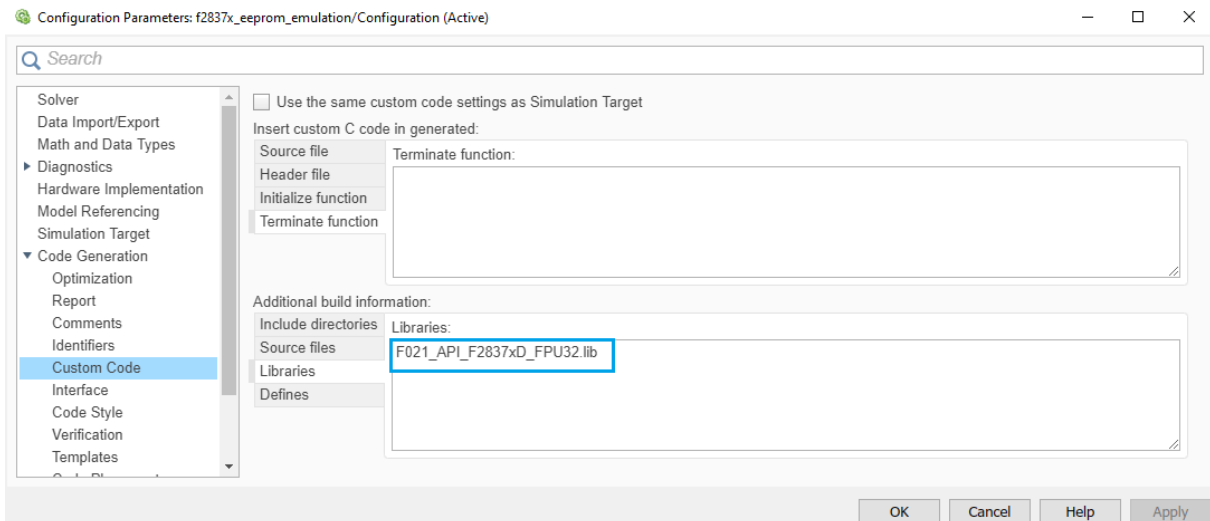 Configuration Parameters: f2837x_eeprom_emulation/Configuration (Active)
Search
Solver
Data Import/Export
Math and Data Types
Diagnostics
Hardware Implementation
Model Referencing
Simulation Target
Code Generation
Optimization
Report
Comments
Identifiers
Custom Code
Interface
Code Style
Verification
Templates
Use the same custom code settings as Simulation Target
Insert custom C code in generated:
Source file
Header file
Initialize function
Terminate function
Terminate function:
Additional build information:
Include directories
Source files
Libraries
Defines
Libraries:
F021_API_F2837xD_FPU32.lib
OK
Cancel
Help
Apply